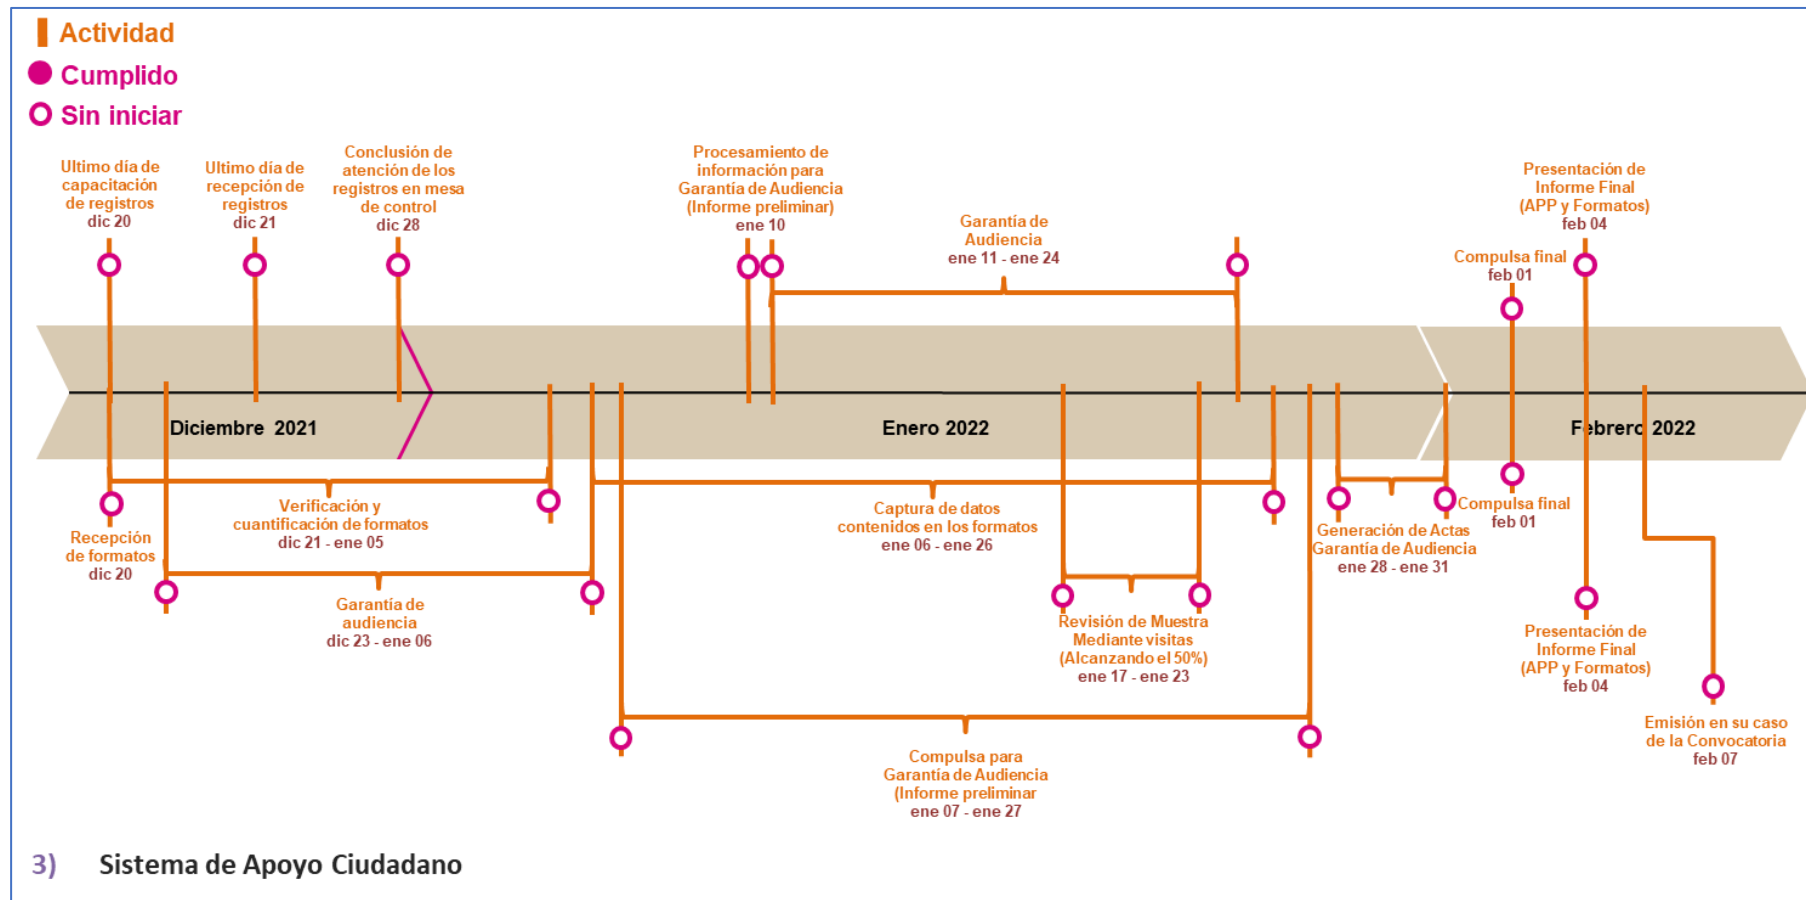 Actividad
Cumplido
Sin iniciar
Ultimo día de
capacitación
de registros
dic 20
Ultimo día de
recepción de
registros
dic 21
Conclusión de
atención de los
registros en mesa
de control
dic 28
Procesamiento de
información para
Garantía de Audiencia
(Informe preliminar)
ene 10
Garantía de
Audiencia
ene 11 - ene 24
Compulsa final
feb 01
Presentación de
Informe Final
(APP y Formatos)
feb 04
Diciembre 2021
Enero 2022
Febrero 2022
Recepción
de formatos
dic 20
Verificación y
cuantificación de formatos
dic 21 - ene 05
Garantía de
audiencia
dic 23 - ene 06
Captura de datos
contenidos en los formatos
ene 06 - ene 26
Revisión de Muestra
Mediante visitas
(Alcanzando el 50%)
ene 17 - ene 23
Compulsa para
Garantía de Audiencia
(Informe preliminar
ene 07 - ene 27
Generación de Actas
Garantía de Audiencia
ene 28 - ene 31
Compulsa final
feb 01
Presentación de
Informe Final
(APP y Formatos)
feb 04
Emisión en su caso
de la Convocatoria
feb 07
3) Sistema de Apoyo Ciudadano